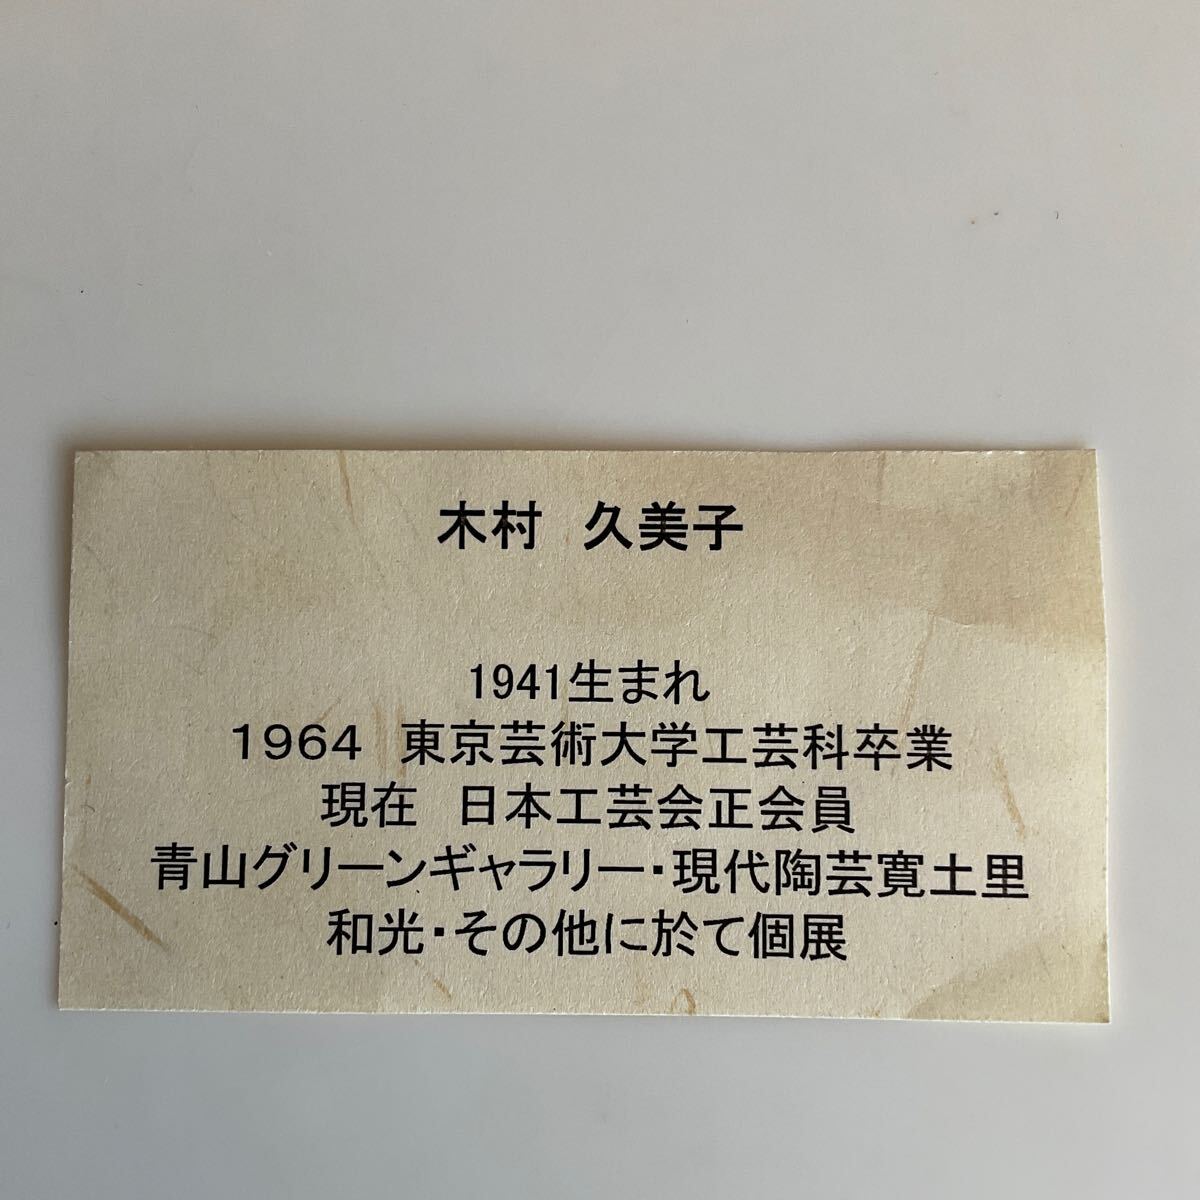 木村　久美子
1941生まれ
１９６４　東京芸術大学工芸科卒業
現在　日本工芸会正会員
青山グリーンギャラリー・現代陶芸寛土里
和光・その他に於て個展